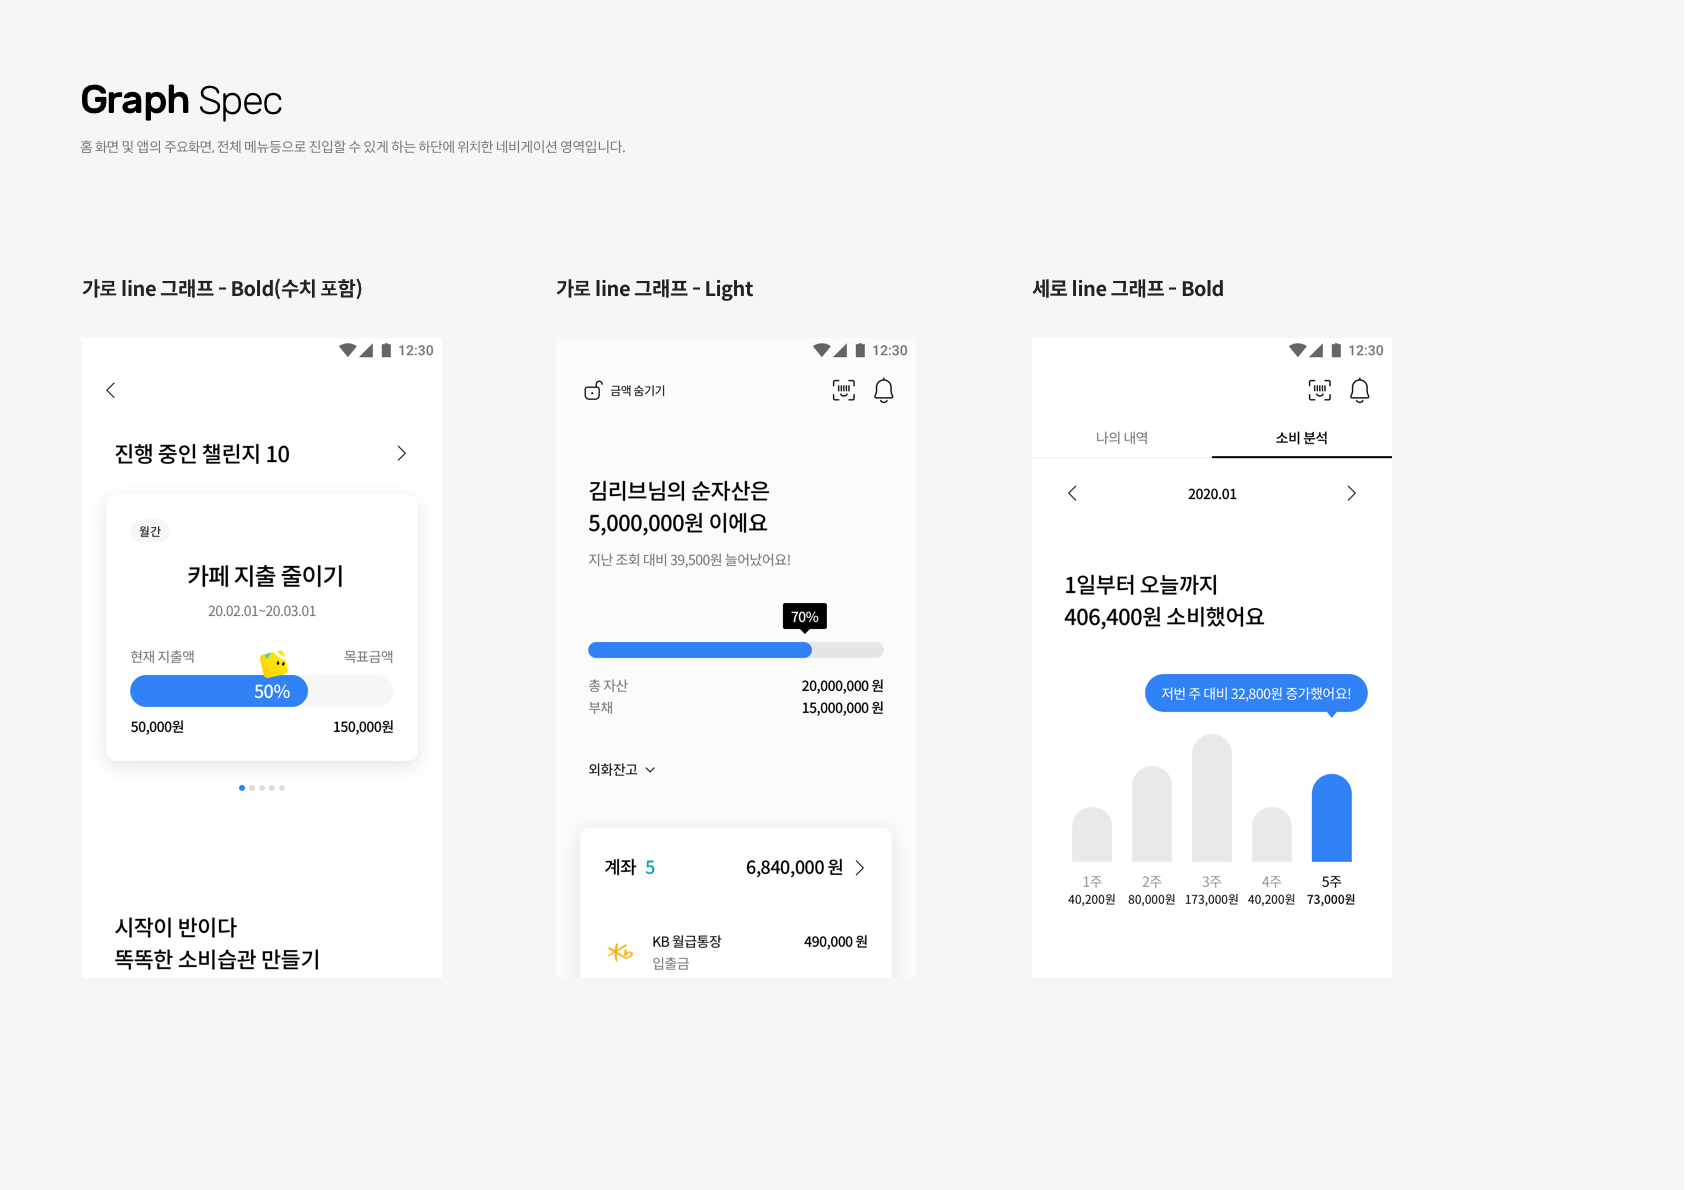 Graph Spec
홈 화면 및 앱의 주요화면, 전체 메뉴등으로 진입할 수 있게 하는 하단에 위치한 네비게이션 영역입니다.
가로 line 그래프 - Bold(수치 포함)
12:30
진행 중인 챌린지 10
월간
카페 지출 줄이기
20.02.01~20.03.01
현재 지출액
목표금액
50%
50,000원
150,000원
시작이 반이다
똑똑한 소비습관 만들기
가로 line 그래프 - Light
12:30
금액 숨기기
김리브님의 순자산은
5,000,000원 이에요
지난 조회 대비 39,500원 늘어났어요!
70%
총 자산 20,000,000 원
부채 15,000,000 원
외화잔고
계좌 5 6,840,000 원
KB 월급통장 490,000 원
입출금
세로 line 그래프 - Bold
12:30
나의 내역 소비 분석
2020.01
1일부터 오늘까지
406,400원 소비했어요
저번 주 대비 32,800원 증가했어요!
1주 2주 3주 4주 5주
40,200원 80,000원 173,000원 40,200원 73,000원